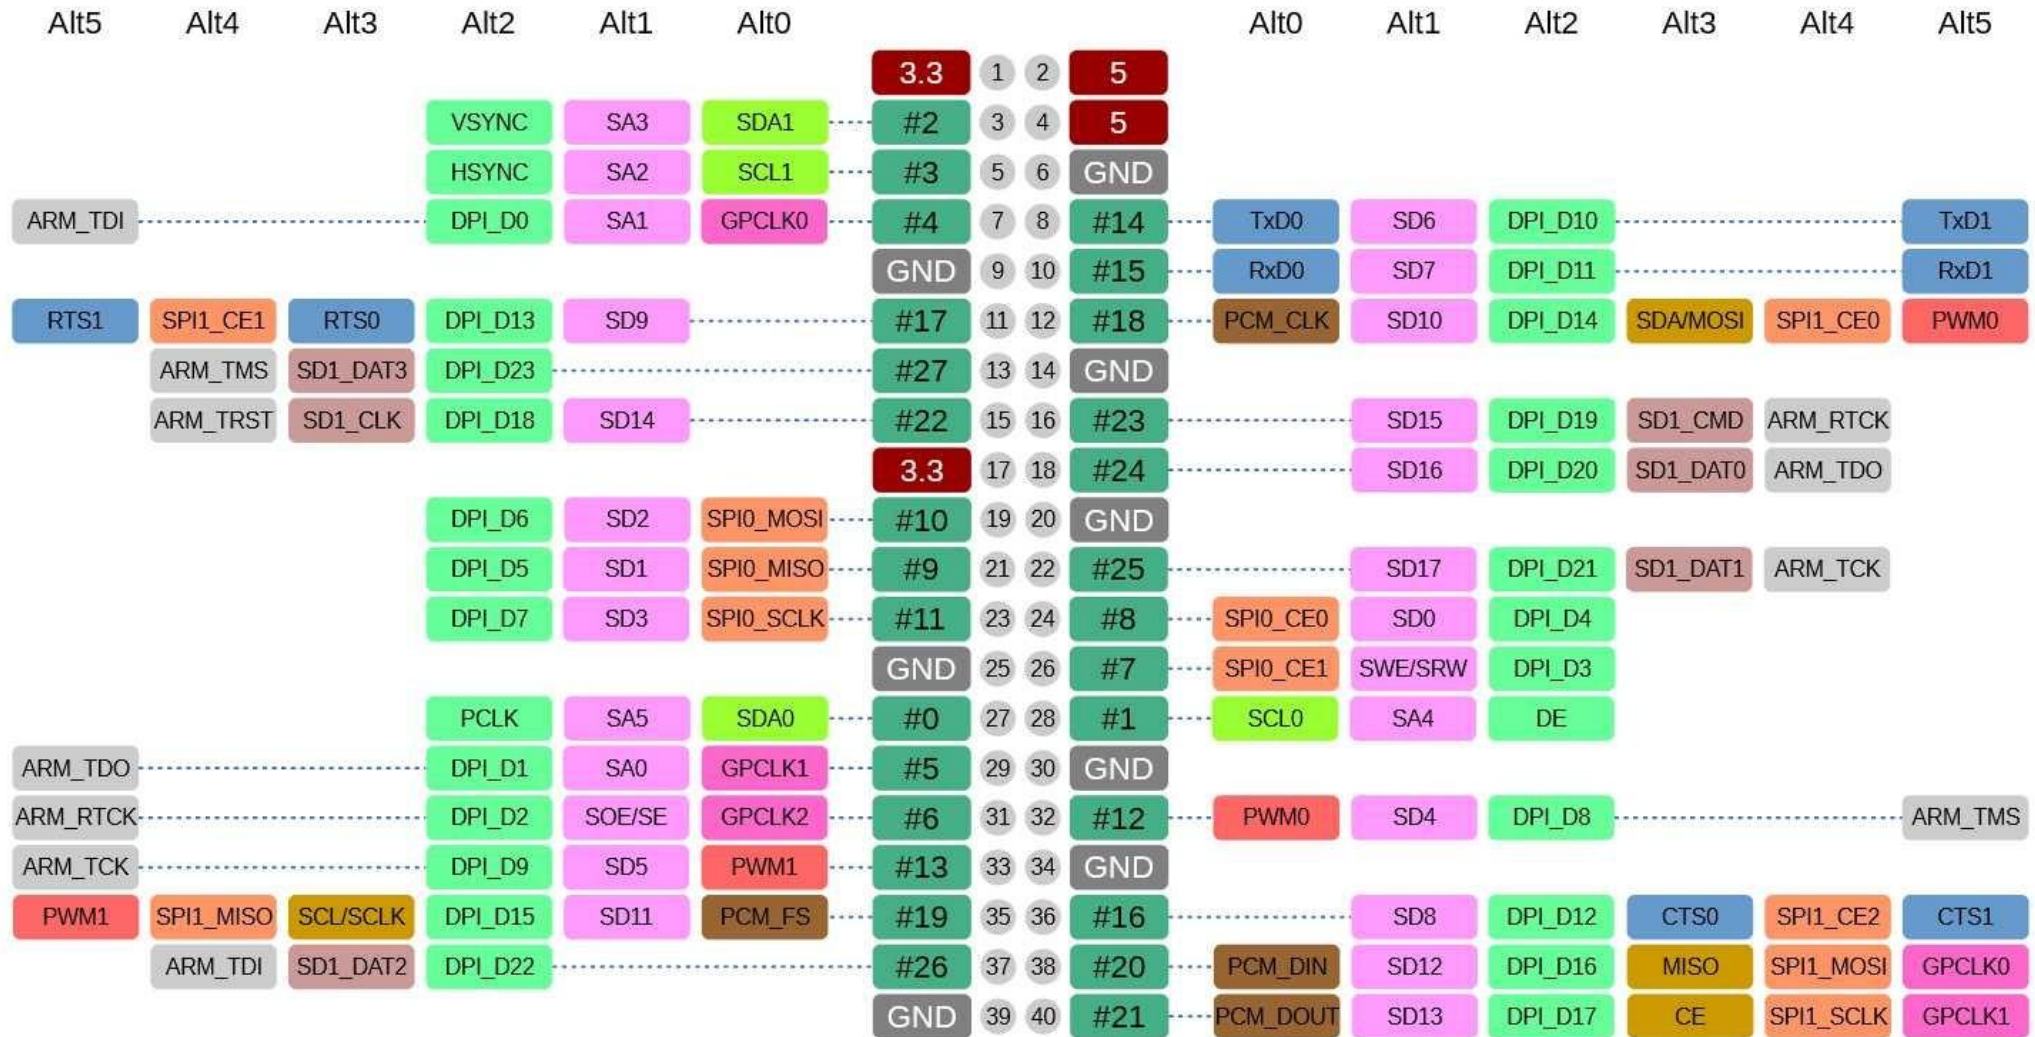 Alt5 Alt4 Alt3 Alt2 Alt1 Alt0 Alt0 Alt1 Alt2 Alt3 Alt4 Alt5
3.3 1 2 5
VSYNC SA3 SDA1 #2 3 4 5
HSYNC SA2 SCL1 #3 5 6 GND
ARM_TDI DPI_D0 SA1 GPCLK0 #4 7 8 #14 TxD0 SD6 DPI_D10 TxD1
GND 9 10 #15 RxD0 SD7 DPI_D11 RxD1
RTS1 SPI1_CE1 RTS0 DPI_D13 SD9 #17 11 12 #18 PCM_CLK SD10 DPI_D14 SDA/MOSI SPI1_CE0 PWM0
ARM_TMS SD1_DAT3 DPI_D23 #27 13 14 GND
ARM_TRST SD1_CLK DPI_D18 SD14 #22 15 16 #23 SD15 DPI_D19 SD1_CMD ARM_RTCK
3.3 17 18 #24 SD16 DPI_D20 SD1_DAT0 ARM_TDO
DPI_D6 SD2 SPI0_MOSI #10 19 20 GND
DPI_D5 SD1 SPI0_MISO #9 21 22 #25 SD17 DPI_D21 SD1_DAT1 ARM_TCK
DPI_D7 SD3 SPI0_SCLK #11 23 24 #8 SPI0_CE0 SD0 DPI_D4
GND 25 26 #7 SPI0_CE1 SWE/SRW DPI_D3
PCLK SA5 SDA0 #0 27 28 #1 SCL0 SA4 DE
ARM_TDO DPI_D1 SA0 GPCLK1 #5 29 30 GND
ARM_RTCK DPI_D2 SOE/SE GPCLK2 #6 31 32 #12 PWM0 SD4 DPI_D8 ARM_TMS
ARM_TCK DPI_D9 SD5 PWM1 #13 33 34 GND
PWM1 SPI1_MISO SCL/SCLK DPI_D15 SD11 PCM_FS #19 35 36 #16 SD8 DPI_D12 CTS0 SPI1_CE2 CTS1
ARM_TDI SD1_DAT2 DPI_D22 #26 37 38 #20 PCM_DIN SD12 DPI_D16 MISO SPI1_MOSI GPCLK0
GND 39 40 #21 PCM_DOUT SD13 DPI_D17 CE SPI1_SCLK GPCLK1